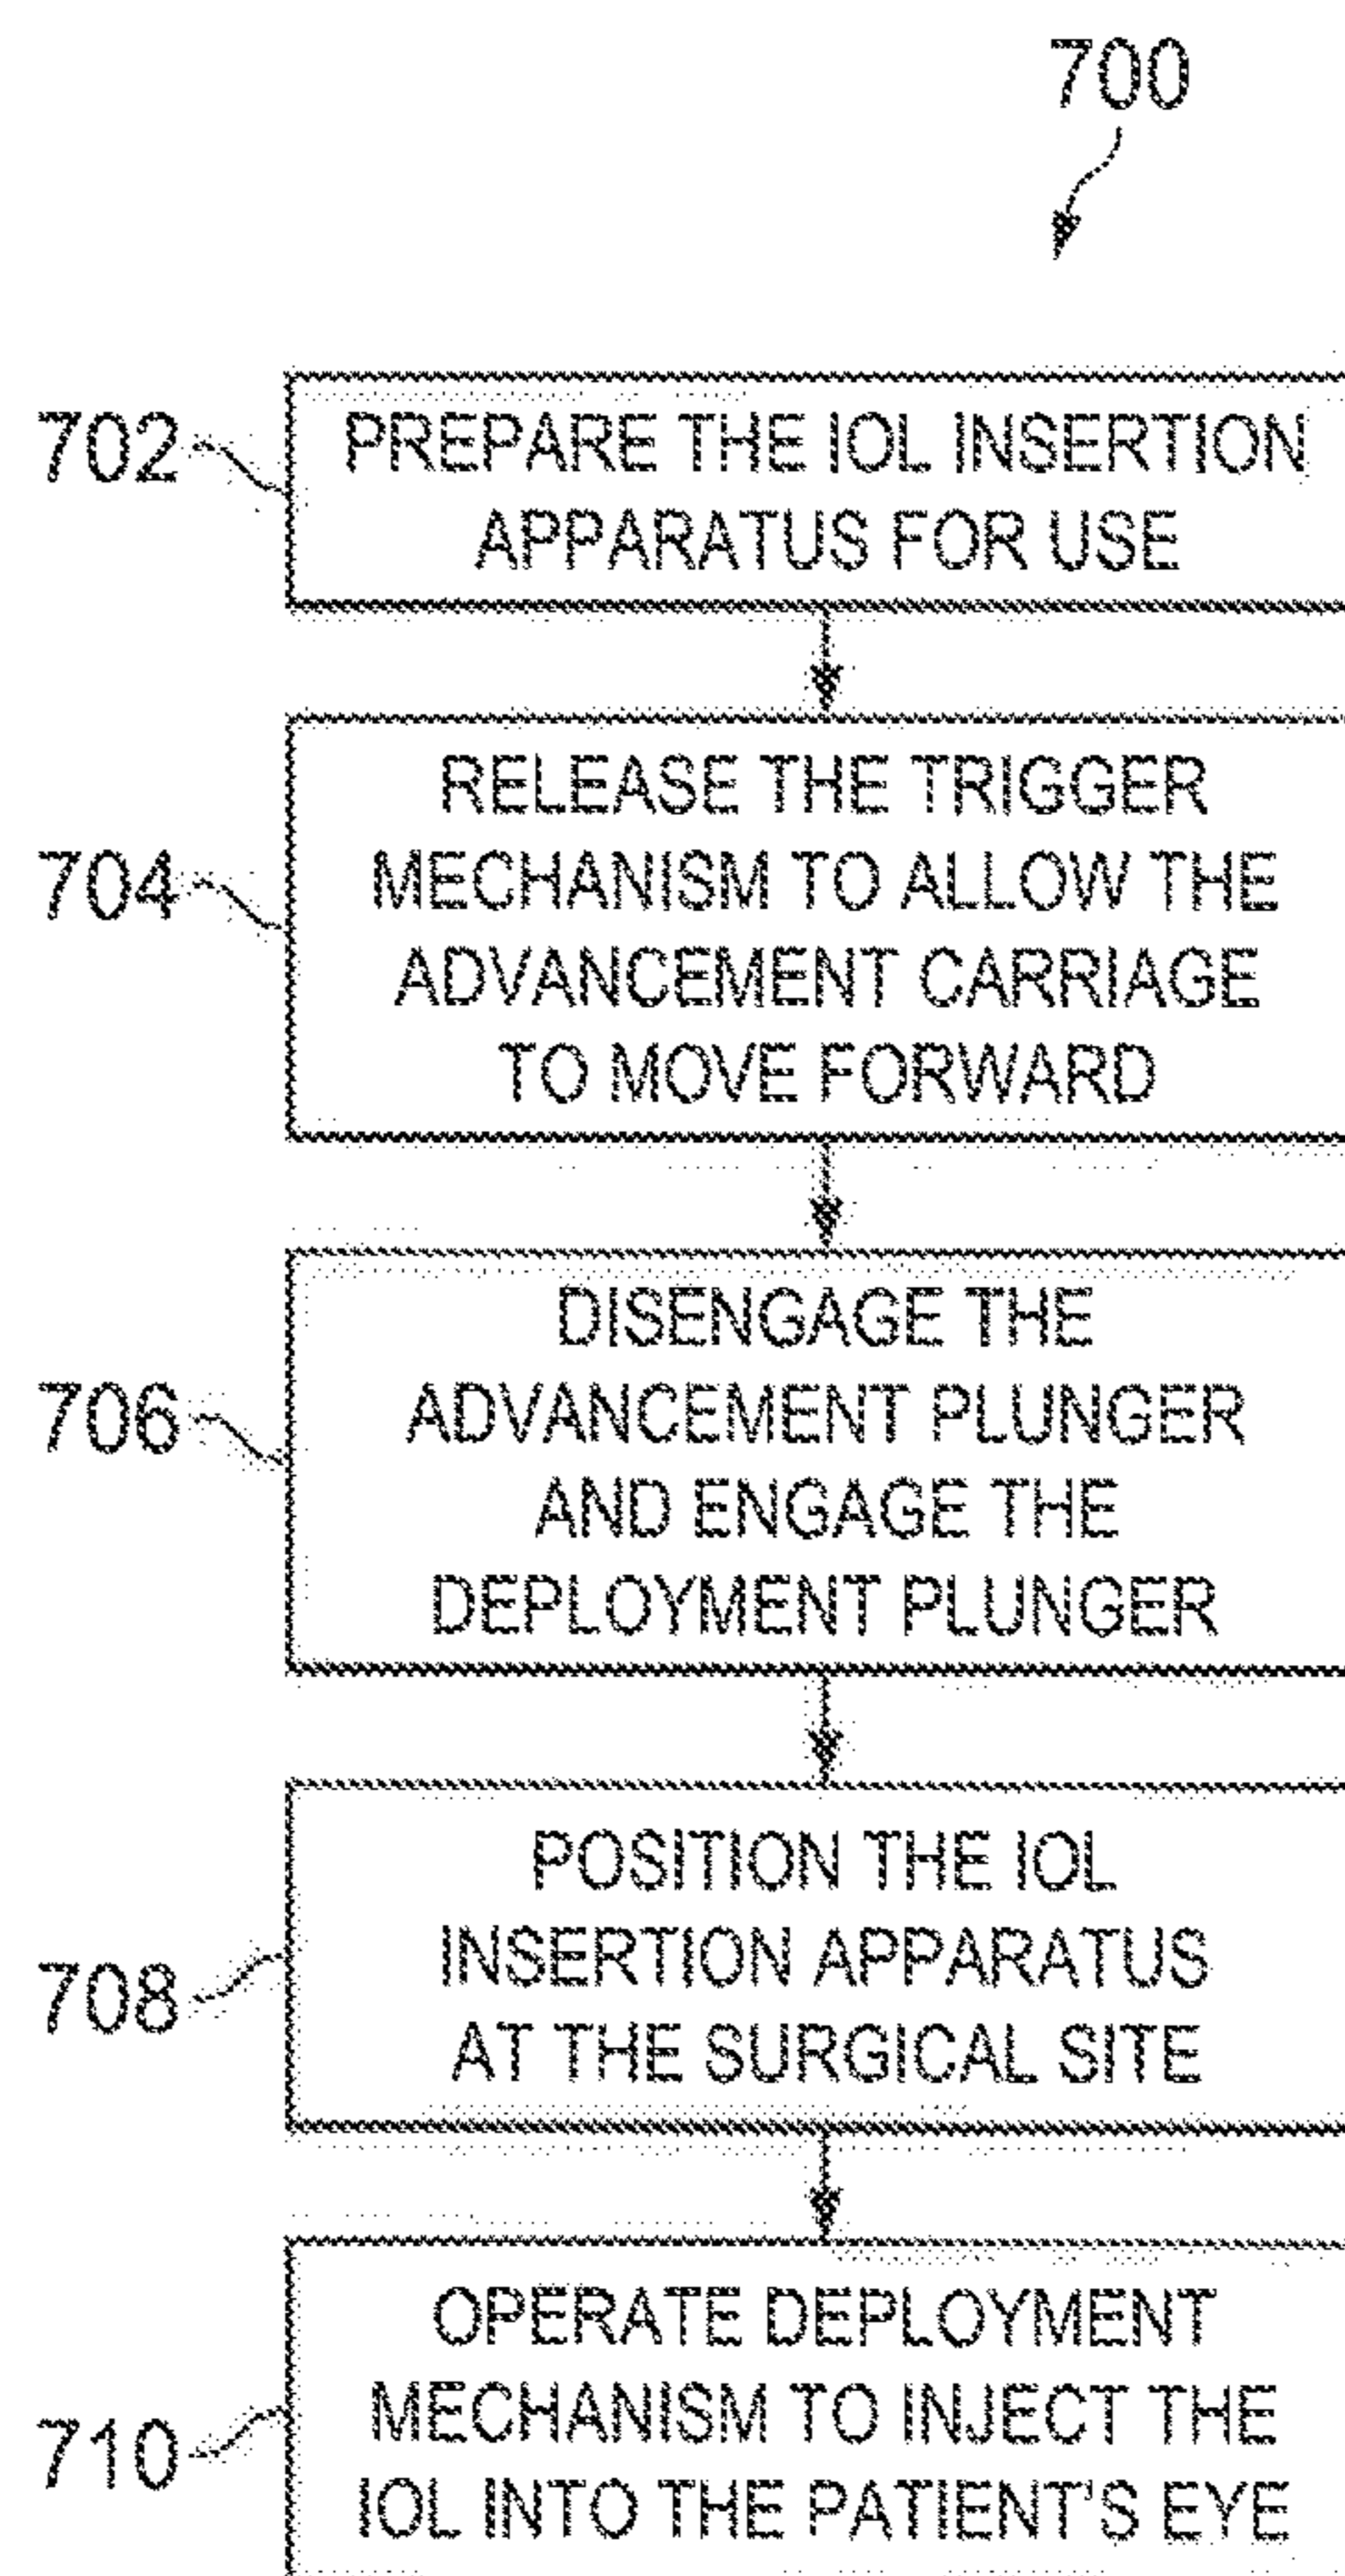 700
702
PREPARE THE IOL INSERTION
APPARATUS FOR USE
704
RELEASE THE TRIGGER
MECHANISM TO ALLOW THE
ADVANCEMENT CARRIAGE
TO MOVE FORWARD
706
DISENGAGE THE
ADVANCEMENT PLUNGER
AND ENGAGE THE
DEPLOYMENT PLUNGER
708
POSITION THE IOL
INSERTION APPARATUS
AT THE SURGICAL SITE
710
OPERATE DEPLOYMENT
MECHANISM TO INJECT THE
IOL INTO THE PATIENT'S EYE